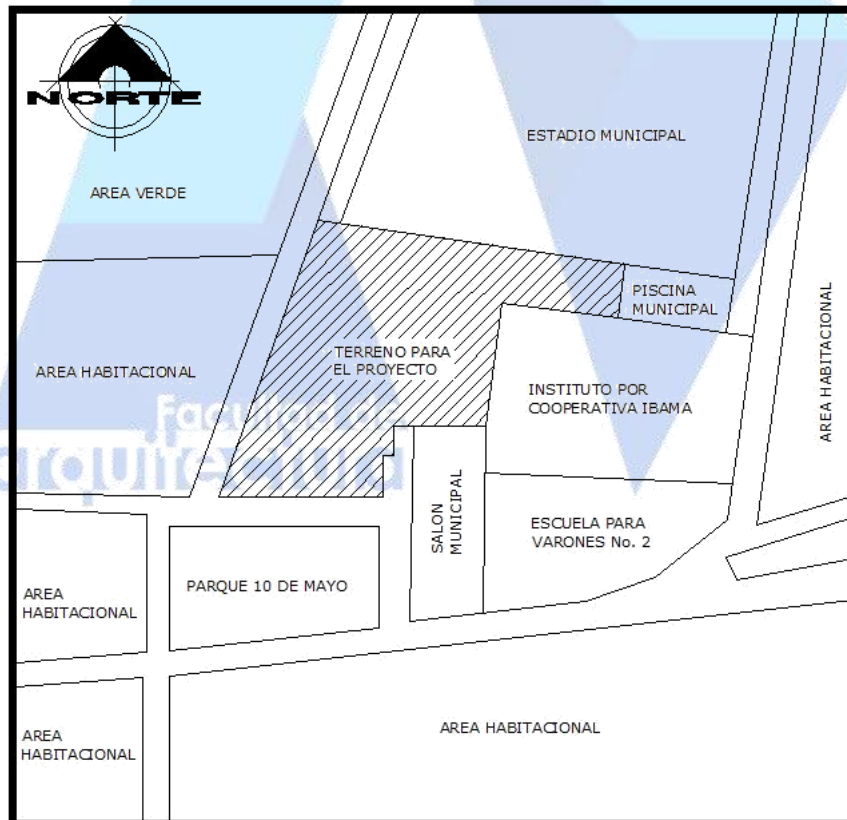 NORTE
ESTADIO MUNICIPAL
AREA VERDE
PISCINA
MUNICIPAL
AREA HABITACIONAL
TERRENO PARA
EL PROYECTO
AREA HABITACIONAL
INSTITUTO POR
COOPERATIVA IBAMA
Facultad de
arquitectura
SALON
MUNICIPAL
ESCUELA PARA
VARONES No. 2
PARQUE 10 DE MAYO
AREA
HABITACIONAL
AREA HABITACIONAL
AREA
HABITACIONAL